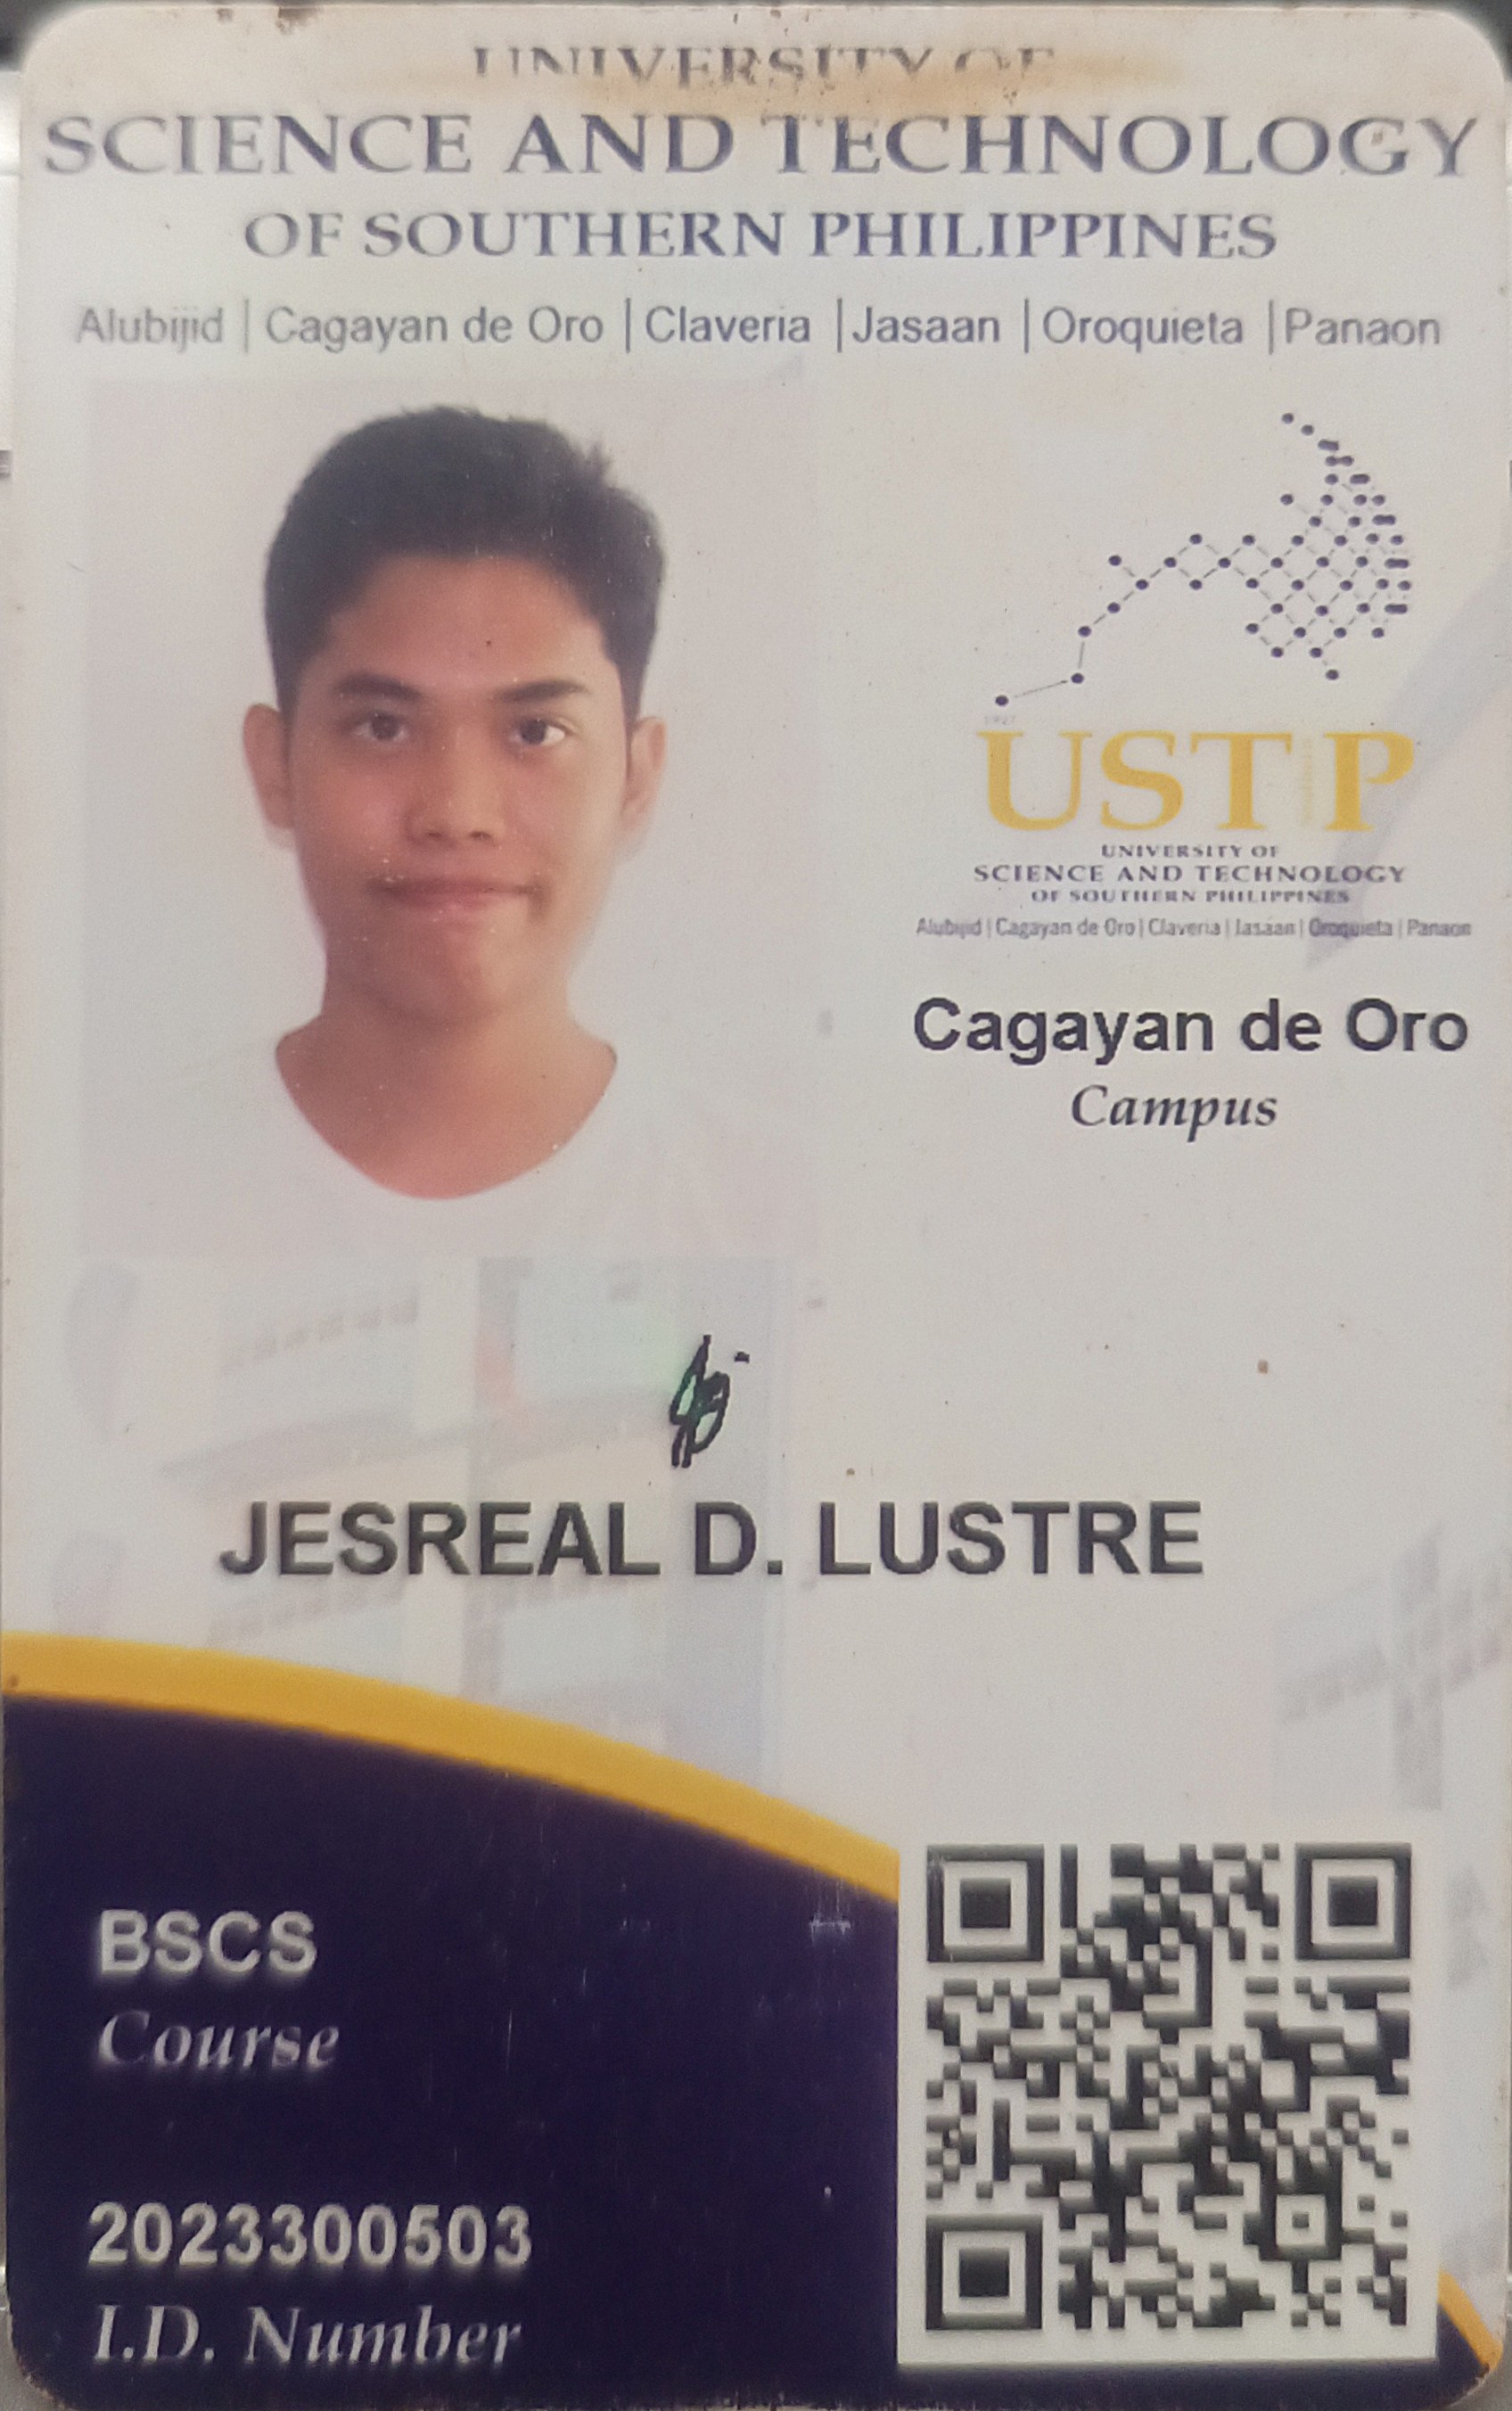 UNIVERSITY OF
SCIENCE AND TECHNOLOGY
OF SOUTHERN PHILIPPINES
Alubijid | Cagayan de Oro | Claveria | Jasaan | Oroquieta | Panaon
USTP
UNIVERSITY OF
SCIENCE AND TECHNOLOGY
OF SOUTHERN PHILIPPINES
Alubijid | Cagayan de Oro | Claveria | Jasaan | Oroquieta | Panaon
Cagayan de Oro
Campus
JESREAL D. LUSTRE
BSCS
Course
2023300503
I.D. Number